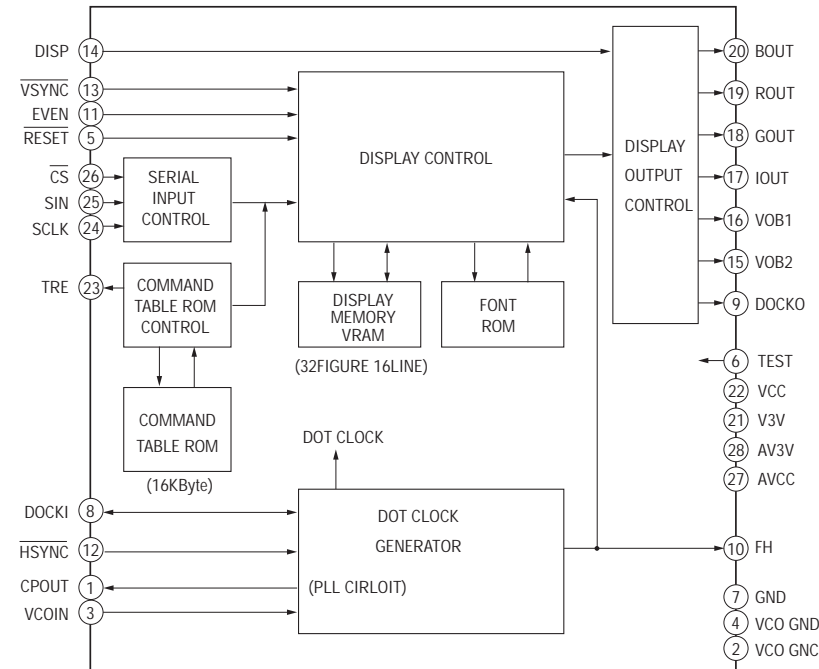 DISP 14
VSYNC 13
EVEN 11
RESET 5
CS 26
SIN 25
SCLK 24
TRE 23
DOCKI 8
HSYNC 12
CPOUT 1
VCOIN 3
SERIAL
INPUT
CONTROL
COMMAND
TABLE ROM
CONTROL
COMMAND
TABLE ROM
(16KByte)
DISPLAY CONTROL
DISPLAY
MEMORY
VRAM
(32FIGURE 16LINE)
FONT
ROM
DOT CLOCK
DOT CLOCK
GENERATOR
(PLL CIRLOIT)
DISPLAY
OUTPUT
CONTROL
20 BOUT
19 ROUT
18 GOUT
17 IOUT
16 VOB1
15 VOB2
9 DOCKO
6 TEST
22 VCC
21 V3V
28 AV3V
27 AVCC
10 FH
7 GND
4 VCO GND
2 VCO GNC